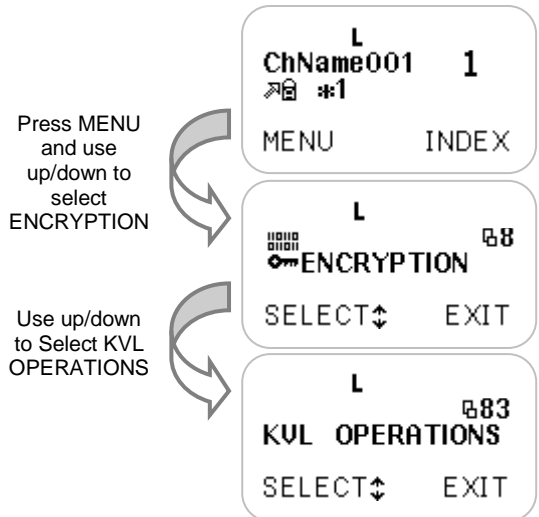 L
ChName001 1
*1
MENU INDEX
Press MENU
and use
up/down to
select
ENCRYPTION
L
8
ENCRYPTION
SELECT EXIT
Use up/down
to Select KVL
OPERATIONS
L
83
KVL OPERATIONS
SELECT EXIT